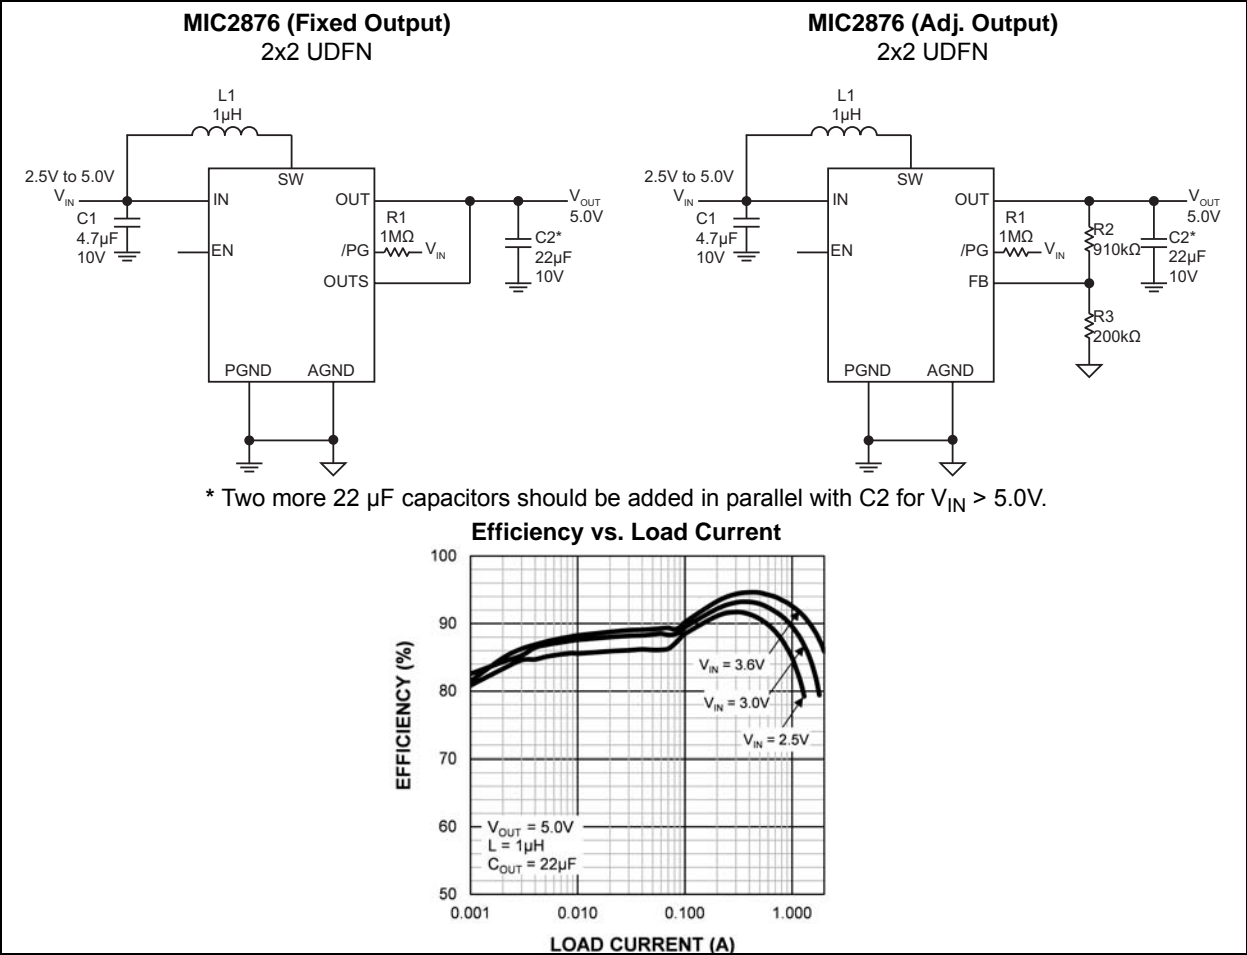 MIC2876 (Fixed Output)
2x2 UDFN
L1
1µH
2.5V to 5.0V
VIN
C1
4.7µF
10V
SW
IN
OUT
EN
/PG
OUTS
PGND
AGND
R1
1MΩ
VIN
VOUT
5.0V
C2*
22µF
10V
MIC2876 (Adj. Output)
2x2 UDFN
L1
1µH
2.5V to 5.0V
VIN
C1
4.7µF
10V
SW
IN
OUT
EN
/PG
FB
PGND
AGND
R1
1MΩ
VIN
R2
910kΩ
R3
200kΩ
VOUT
5.0V
C2*
22µF
10V
* Two more 22 µF capacitors should be added in parallel with C2 for VIN > 5.0V.
Efficiency vs. Load Current
EFFICIENCY (%)
100
90
80
70
60
50
VIN = 3.6V
VIN = 3.0V
VIN = 2.5V
VOUT = 5.0V
L = 1µH
COUT = 22µF
0.001
0.010
0.100
1.000
LOAD CURRENT (A)